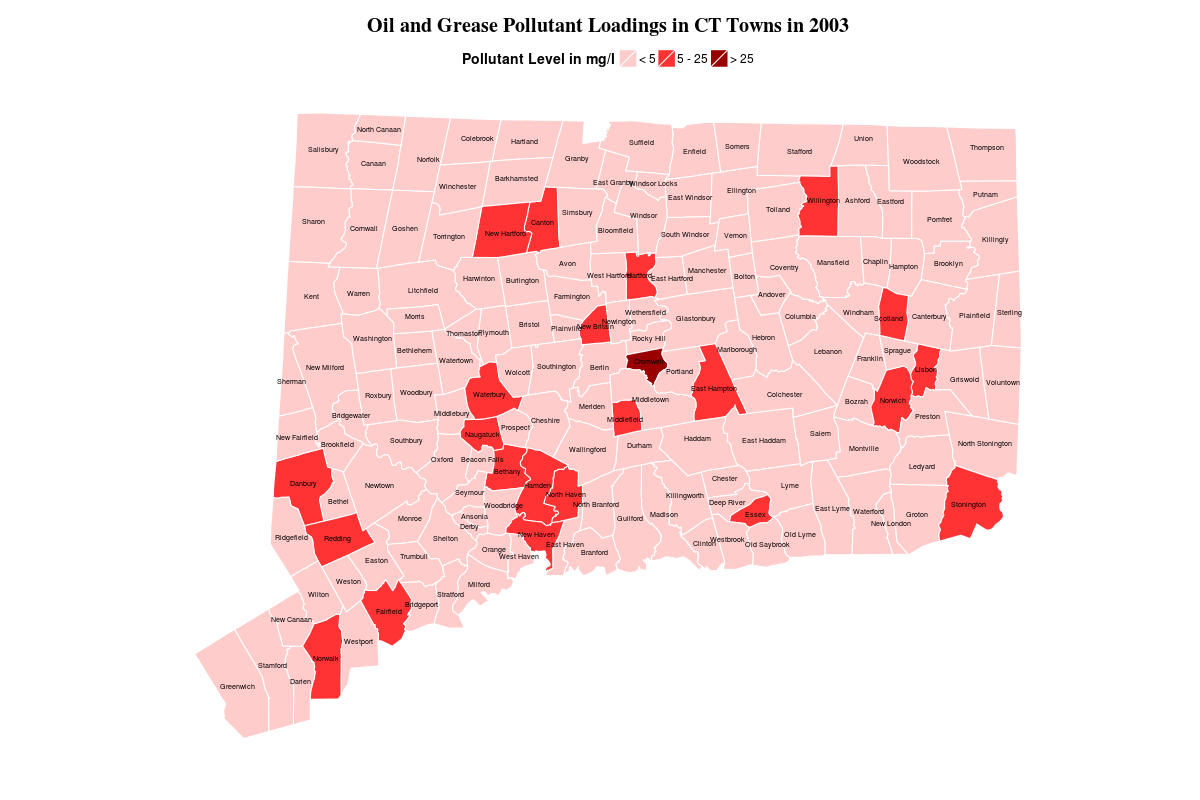 Oil and Grease Pollutant Loadings in CT Towns in 2003
Pollutant Level in mg/l < 5 5 - 25 > 25
North Canaan
Colebrook
Hartland
Union
Salisbury
Canaan
Norfolk
Granby
Suffield
Enfield
Somers
Stafford
Woodstock
Thompson
Winchester
Barkhamsted
East Granby
Windsor Locks
East Windsor
Ellington
Willington
Ashford
Eastford
Putnam
Sharon
Cornwall
Goshen
Torrington
New Hartford
Canton
Simsbury
Bloomfield
Windsor
South Windsor
Vernon
Tolland
Pomfret
Killingly
Kent
Warren
Litchfield
Harwinton
Burlington
Avon
West Hartford
Hartford
East Hartford
Manchester
Bolton
Coventry
Mansfield
Chaplin
Hampton
Brooklyn
Morris
Farmington
Andover
Washington
Bethlehem
Thomaston
Plymouth
Bristol
Plainville
New Britain
Newington
Wethersfield
Glastonbury
Hebron
Columbia
Windham
Scotland
Canterbury
Plainfield
Sterling
Rocky Hill
Marlborough
Lebanon
Franklin
Sprague
Lisbon
Griswold
Voluntown
New Milford
Sherman
Watertown
Wolcott
Southington
Berlin
Cromwell
Portland
Roxbury
Woodbury
Waterbury
East Hampton
Colchester
Bozrah
Norwich
Preston
Bridgewater
Middlebury
Meriden
Middletown
Middlefield
New Fairfield
Brookfield
Southbury
Naugatuck
Prospect
Cheshire
Wallingford
Durham
Haddam
East Haddam
Salem
Montville
North Stonington
Oxford
Beacon Falls
Bethany
Ledyard
Danbury
Bethel
Newtown
Seymour
Woodbridge
Hamden
North Haven
North Branford
Guilford
Madison
Killingworth
Chester
Deep River
Essex
Lyme
East Lyme
Waterford
New London
Groton
Stonington
Ridgefield
Redding
Monroe
Ansonia
Derby
Shelton
New Haven
East Haven
Branford
Clinton
Westbrook
Old Saybrook
Old Lyme
Orange
West Haven
Easton
Trumbull
Weston
Wilton
Milford
Stratford
Bridgeport
Fairfield
New Canaan
Westport
Norwalk
Stamford
Darien
Greenwich